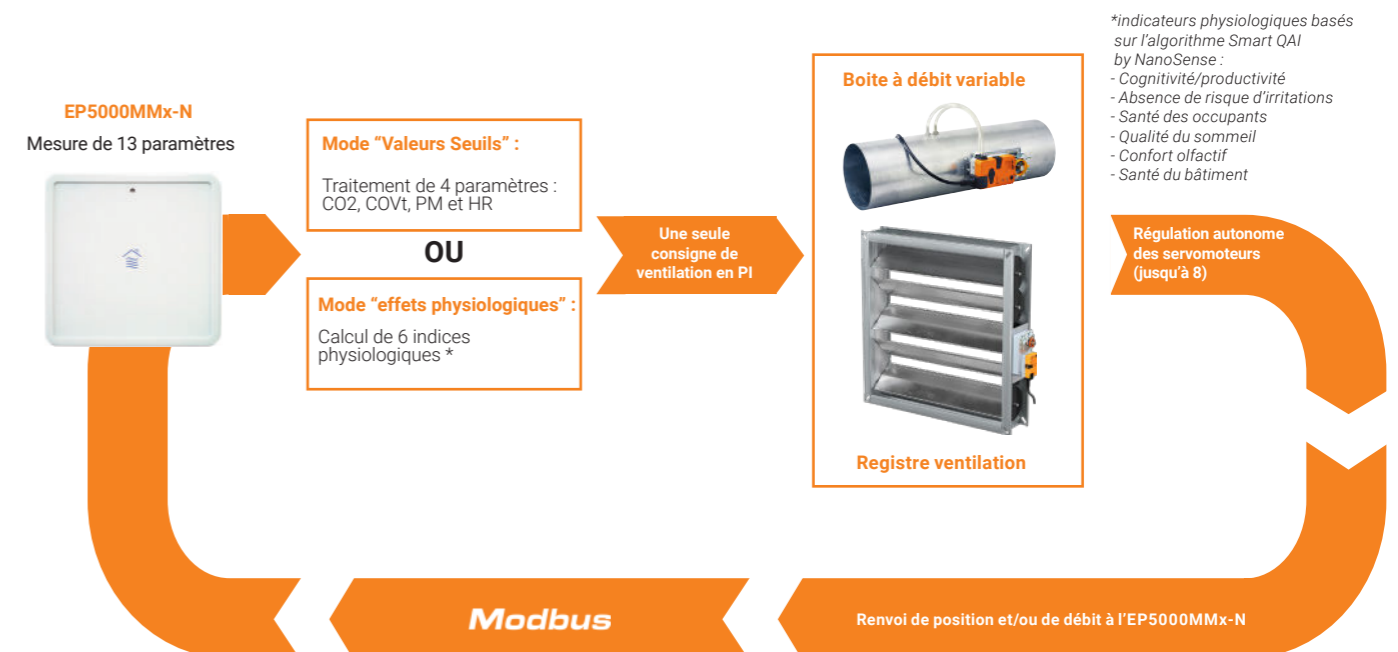 EP5000MMx-N
Mesure de 13 paramètres
Mode “Valeurs Seuils” :
Traitement de 4 paramètres :
CO2, COVt, PM et HR
OU
Mode “effets physiologiques” :
Calcul de 6 indices
physiologiques *
Une seule
consigne de
ventilation en PI
Boite à débit variable
Registre ventilation
*indicateurs physiologiques basés
sur l’algorithme Smart QAI
by NanoSense :
- Cognitivité/productivité
- Absence de risque d’irritations
- Santé des occupants
- Qualité du sommeil
- Confort olfactif
- Santé du bâtiment
Régulation autonome
des servomoteurs
(jusqu’à 8)
Renvoi de position et/ou de débit à l’EP5000MMx-N
Modbus